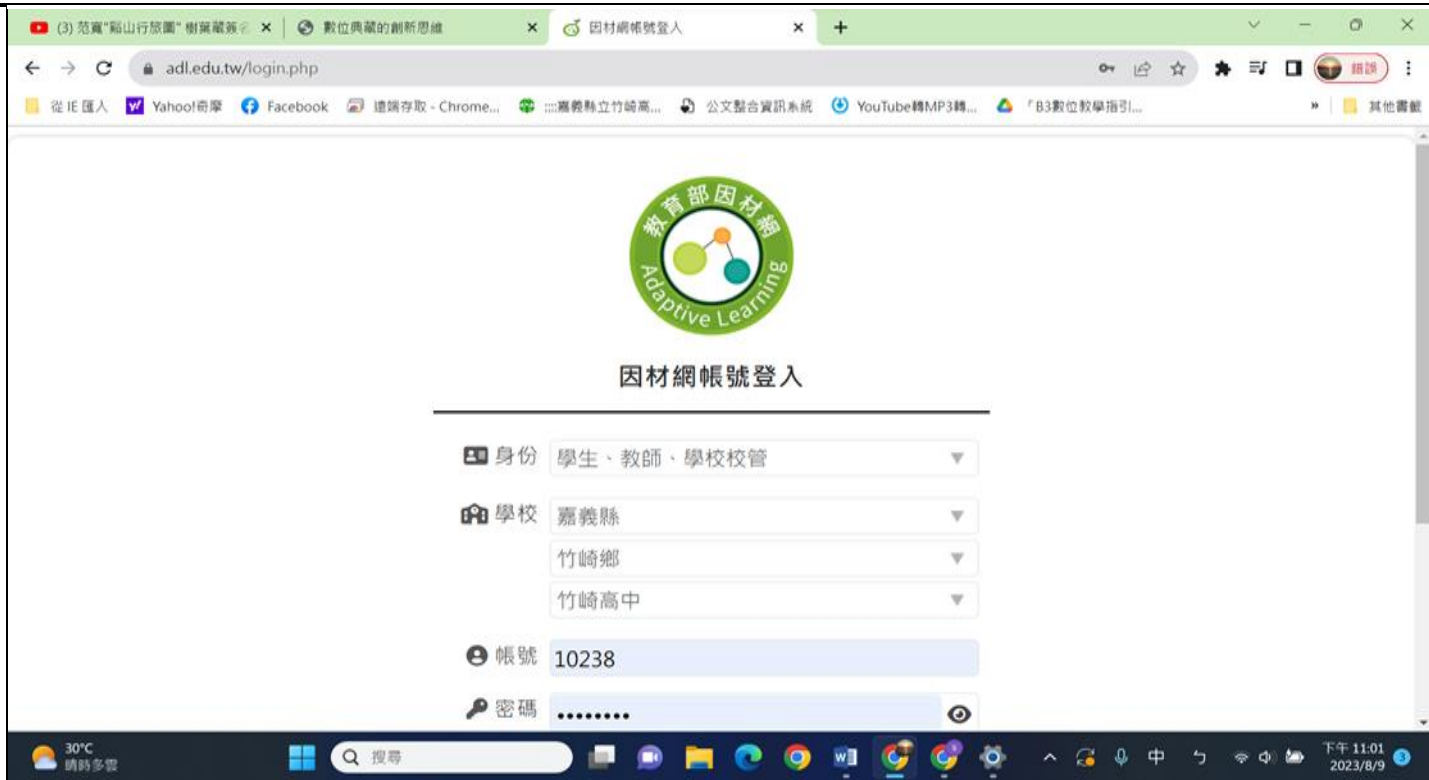 (3) 范寬"谿山行旅圖" 樹葉藏簽名
數位典藏的創新思維
因材網帳號登入
adl.edu.tw/login.php
錯誤
從 IE 匯入
Yahoo!奇摩
Facebook
遠端存取 - Chrome...
::::嘉義縣立竹崎高...
公文整合資訊系統
YouTube轉MP3轉...
「B3數位教學指引...
»
其他書籤
教育部因材網
Adaptive Learning
因材網帳號登入
身份 學生、教師、學校校管
學校 嘉義縣
竹崎鄉
竹崎高中
帳號 10238
密碼 ••••••••
30°C
晴時多雲
搜尋
中
ㄅ
下午 11:01
2023/8/9
3